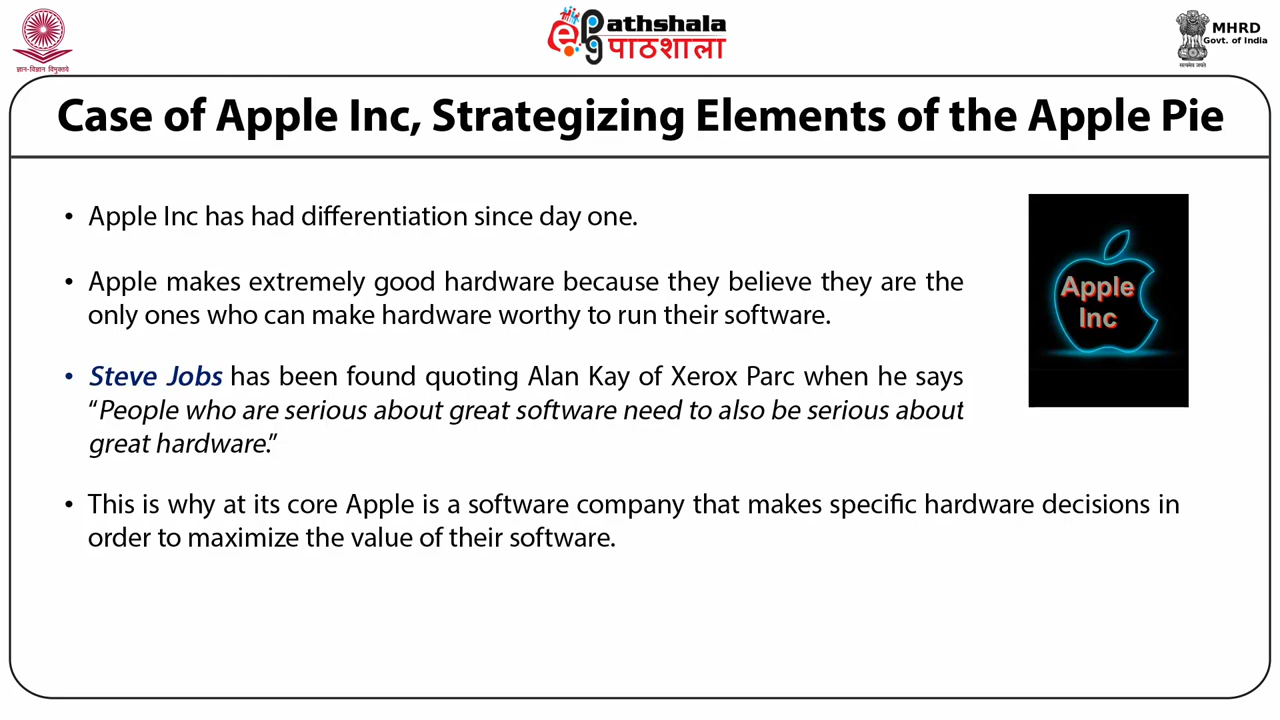 ज्ञान-विज्ञान विमुक्तये
epg
athshala
पाठशाला
MHRD
Govt. of India
सत्यमेव जयते
Case of Apple Inc, Strategizing Elements of the Apple Pie
• Apple Inc has had differentiation since day one.
• Apple makes extremely good hardware because they believe they are the
only ones who can make hardware worthy to run their software.
• Steve Jobs has been found quoting Alan Kay of Xerox Parc when he says
“People who are serious about great software need to also be serious about
great hardware.”
• This is why at its core Apple is a software company that makes specific hardware decisions in
order to maximize the value of their software.
Apple
Inc